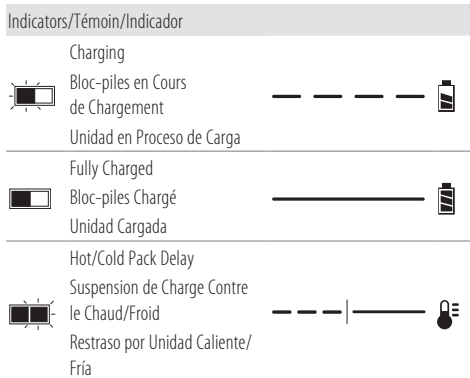 Indicators/Témoin/Indicador
Charging
Bloc-piles en Cours
de Chargement
Unidad en Proceso de Carga
Fully Charged
Bloc-piles Chargé
Unidad Cargada
Hot/Cold Pack Delay
Suspension de Charge Contre
le Chaud/Froid
Restraso por Unidad Caliente/
Fría